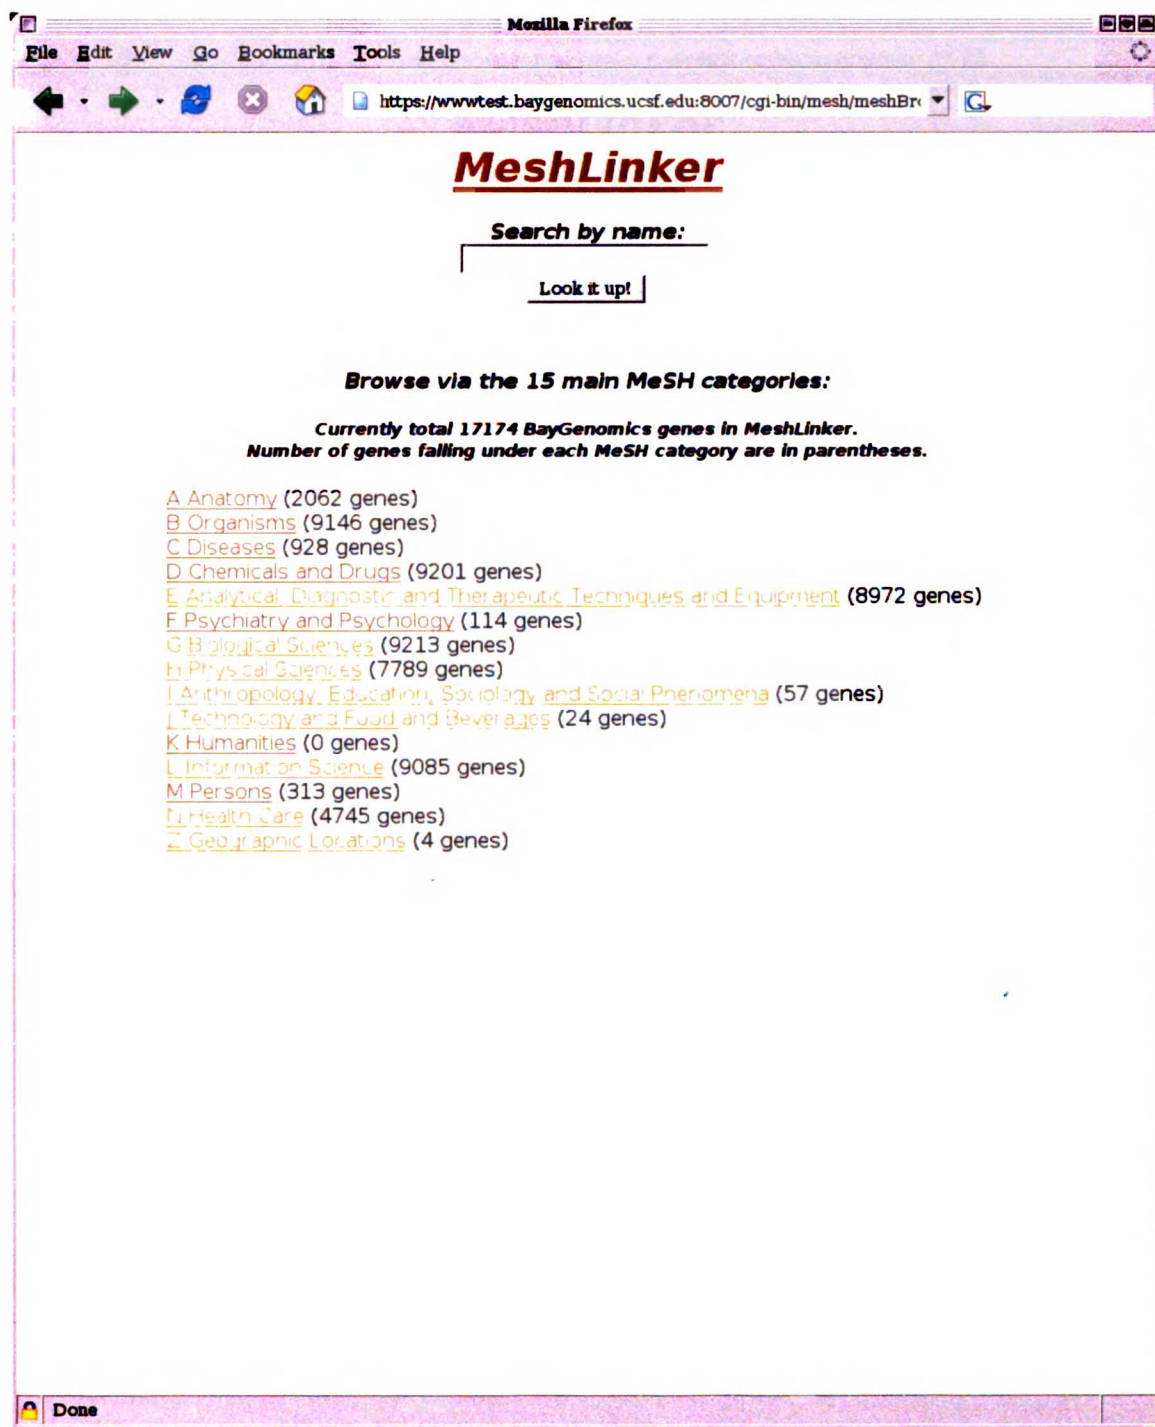 Mozilla Firefox
File Edit View Go Bookmarks Tools Help
https://wwwtest.baygenomics.ucsf.edu:8007/cgi-bin/mesh/meshBr
MeshLinker
Search by name:
Look it up!
Browse via the 15 main MeSH categories:
Currently total 17174 BayGenomics genes in MeshLinker.
Number of genes falling under each MeSH category are in parentheses.
A Anatomy (2062 genes)
B Organisms (9146 genes)
C Diseases (928 genes)
D Chemicals and Drugs (9201 genes)
E Analytical, Diagnostic and Therapeutic Techniques and Equipment (8972 genes)
F Psychiatry and Psychology (114 genes)
G Biological Sciences (9213 genes)
H Physical Sciences (7789 genes)
I Anthropology, Education, Sociology and Social Phenomena (57 genes)
J Technology and Food and Beverages (24 genes)
K Humanities (0 genes)
L Information Science (9085 genes)
M Persons (313 genes)
N Health Care (4745 genes)
Z Geographic Locations (4 genes)
Done